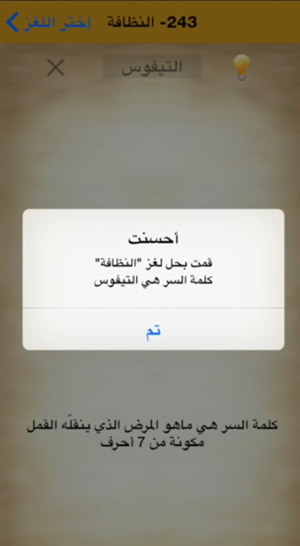 243- النظافة
إختر اللغز
التيفوس
أحسنت
قمت بحل لغز "النظافة"
كلمة السر هي التيفوس
تم
كلمة السر هي ماهو المرض الذي ينقلّه القمل
مكونة من 7 أحرف